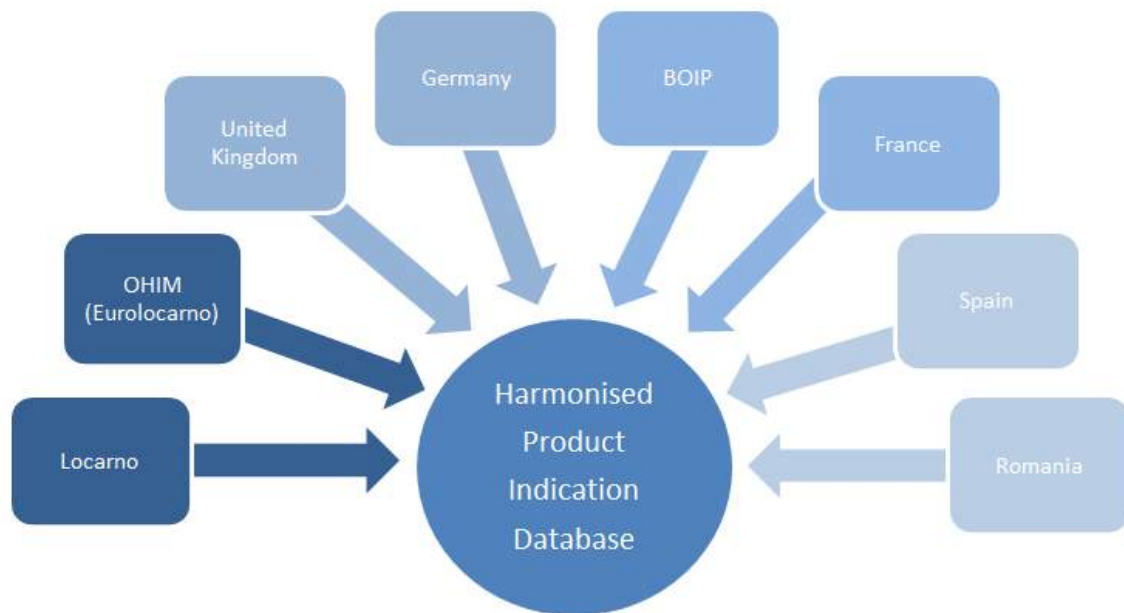 Germany
BOIP
United
Kingdom
France
OHIM
(Eurolocarno)
Spain
Locarno
Romania
Harmonised
Product
Indication
Database